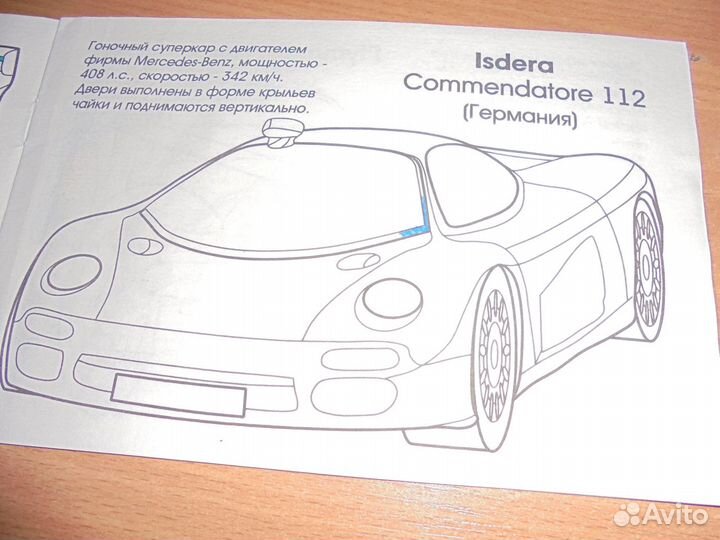 Гоночный суперкар с двигателем
фирмы Mercedes-Benz, мощностью -
408 л.с., скоростью - 342 км/ч.
Двери выполнены в форме крыльев
чайки и поднимаются вертикально.
Isdera
Commendatore 112
(Германия)
Avito